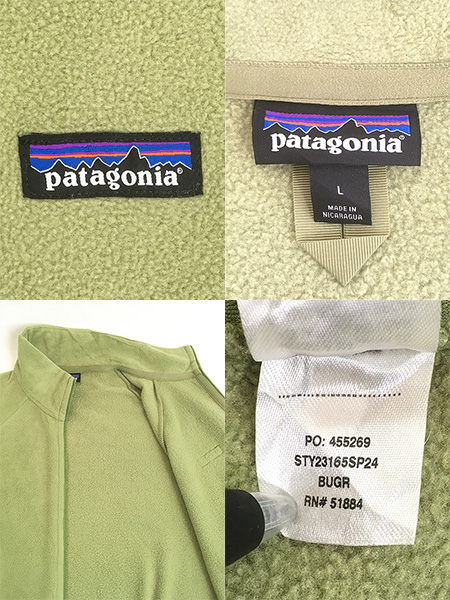 patagonia®
patagonia®
L
MADE IN
NICARAGUA
PO: 455269
STY23165SP24
BUGR
RN# 51884